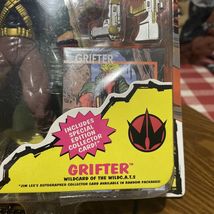 GRIFTER
INCLUDES
SPECIAL
EDITION
COLLECTOR
CARD!
GRIFTER™
WILDCARD OF THE WILDC.A.T.S
*JIM LEE'S AUTOGRAPHED COLLECTOR CARD AVAILABLE IN RANDOM PACKAGES!